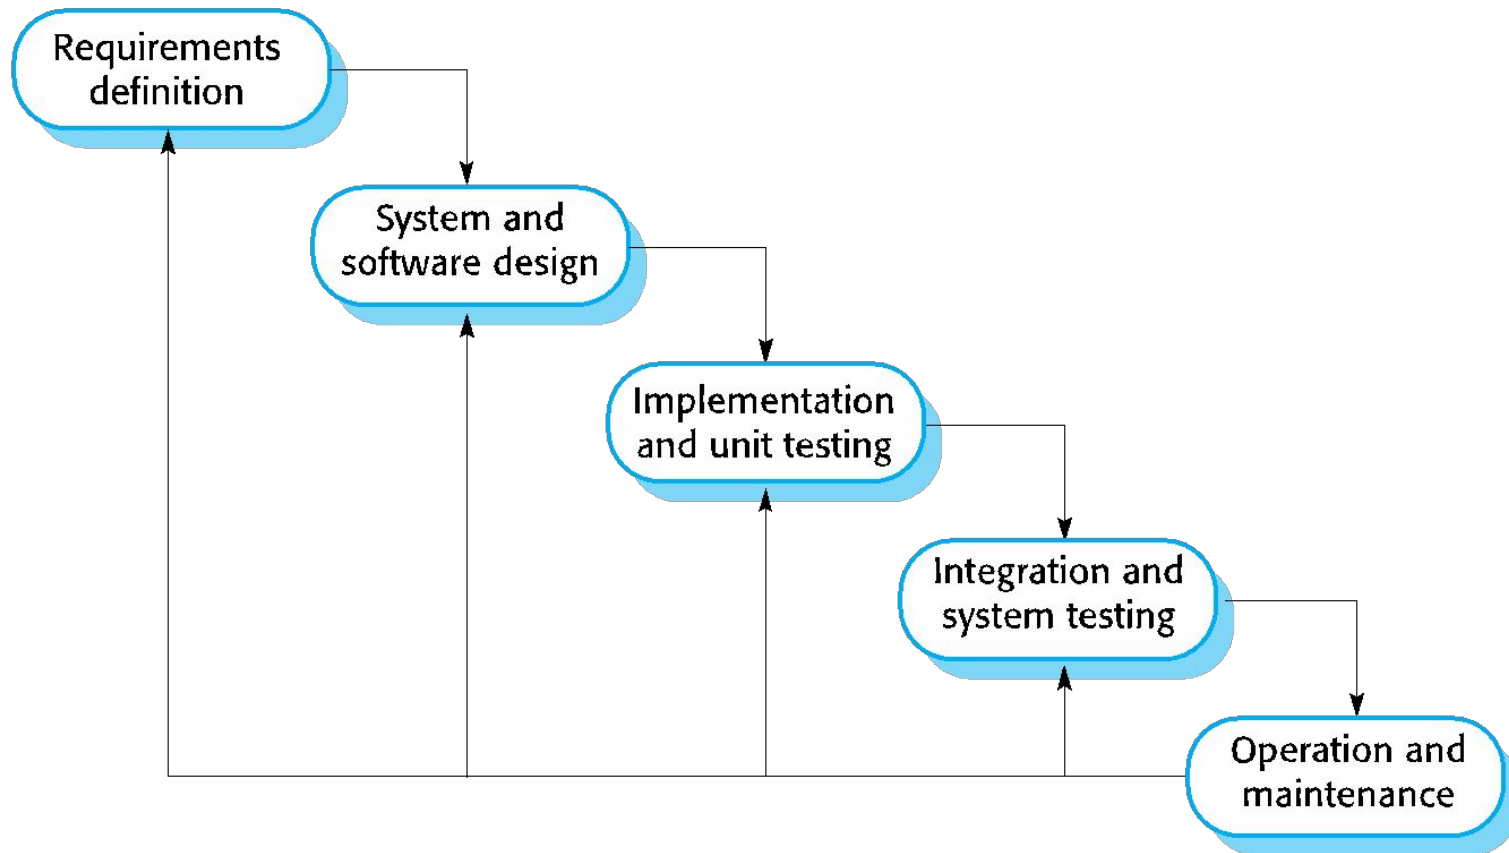 Requirements
definition
System and
software design
Implementation
and unit testing
Integration and
system testing
Operation and
maintenance